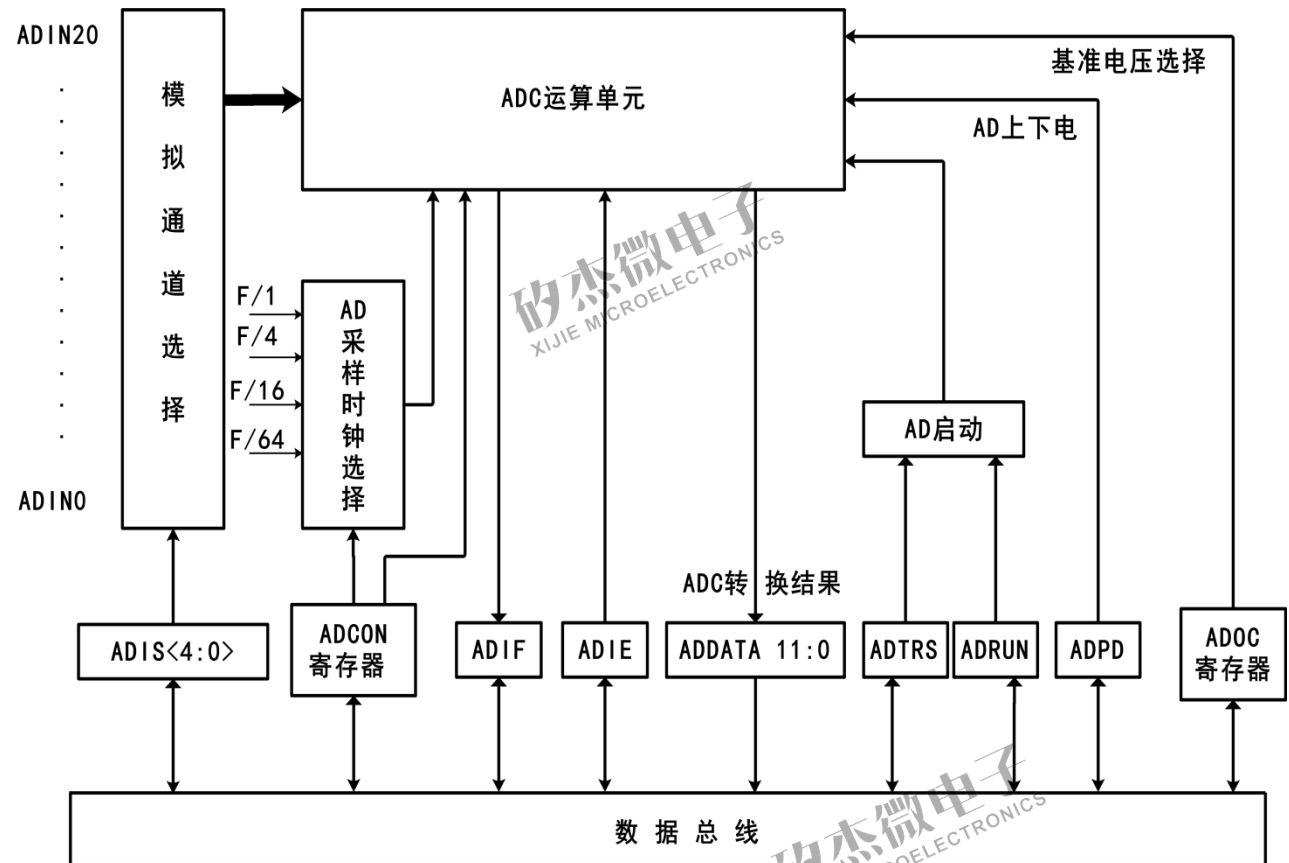 ADIN20
模拟通道选择
ADC运算单元
基准电压选择
AD上下电
F/1
F/4
F/16
F/64
AD采样时钟选择
AD启动
ADIN0
ADC转换结果
ADIS<4:0>
ADCON
寄存器
ADIF
ADIE
ADDATA 11:0
ADTRS
ADRUN
ADPD
ADOC
寄存器
数据总线
矽杰微电子
XIJIE MICROELECTRONICS
矽杰微电子
ROELECTRONICS